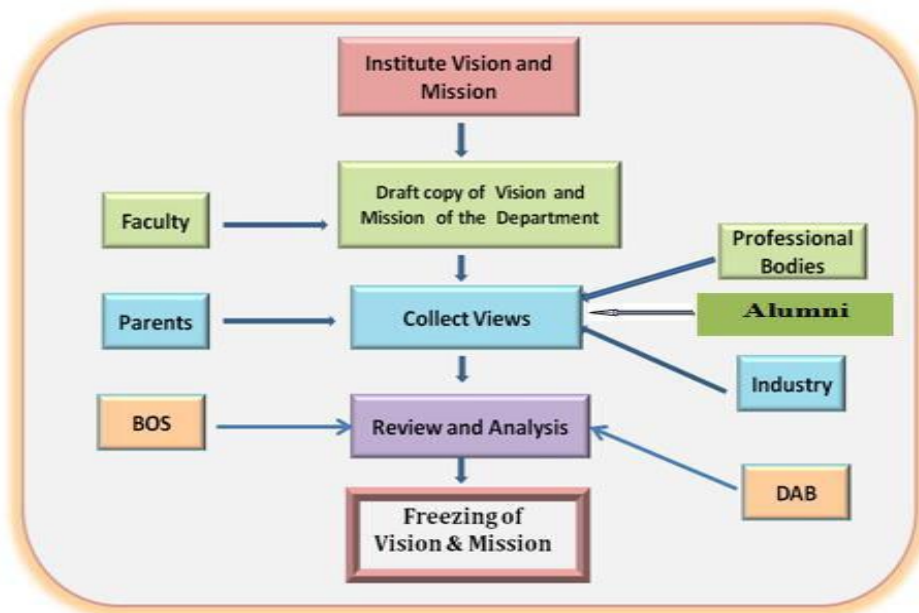 Institute Vision and
Mission
Draft copy of Vision and
Mission of the Department
Faculty
Professional
Bodies
Parents
Collect Views
Alumni
Industry
BOS
Review and Analysis
DAB
Freezing of
Vision & Mission